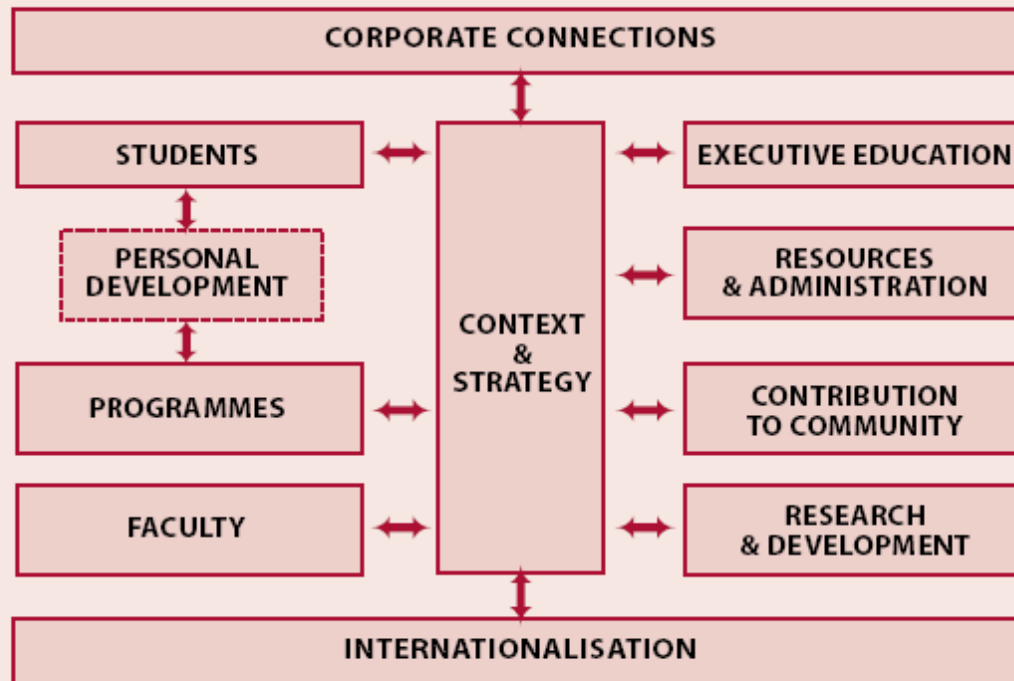 CORPORATE CONNECTIONS
STUDENTS
EXECUTIVE EDUCATION
PERSONAL
DEVELOPMENT
RESOURCES
& ADMINISTRATION
CONTEXT
&
STRATEGY
PROGRAMMES
CONTRIBUTION
TO COMMUNITY
FACULTY
RESEARCH
& DEVELOPMENT
INTERNATIONALISATION